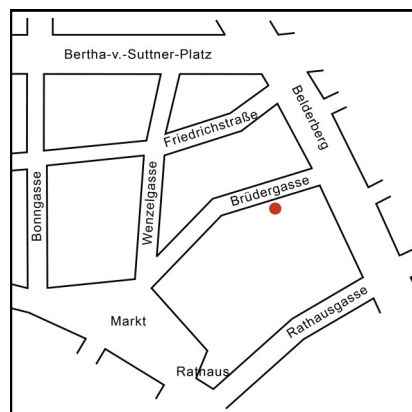 Bertha-v.-Suttner-Platz
Friedrichstraße
Belderberg
Bonngasse
Wenzelgasse
Brüdergasse
Markt
Rathausgasse
Rathaus